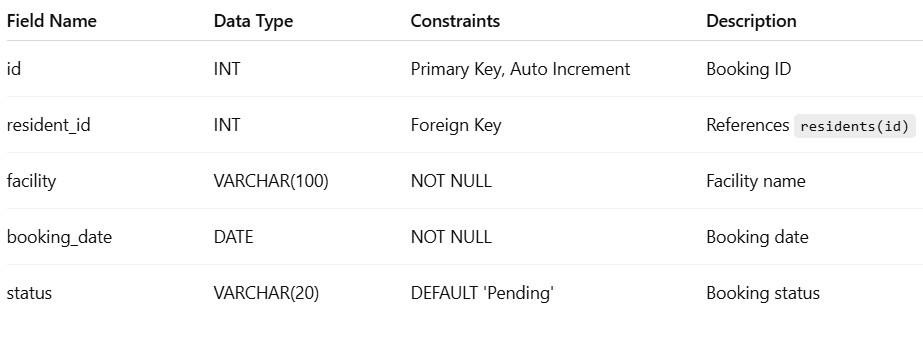 Field Name Data Type Constraints Description
id INT Primary Key, Auto Increment Booking ID
resident_id INT Foreign Key References residents(id)
facility VARCHAR(100) NOT NULL Facility name
booking_date DATE NOT NULL Booking date
status VARCHAR(20) DEFAULT 'Pending' Booking status